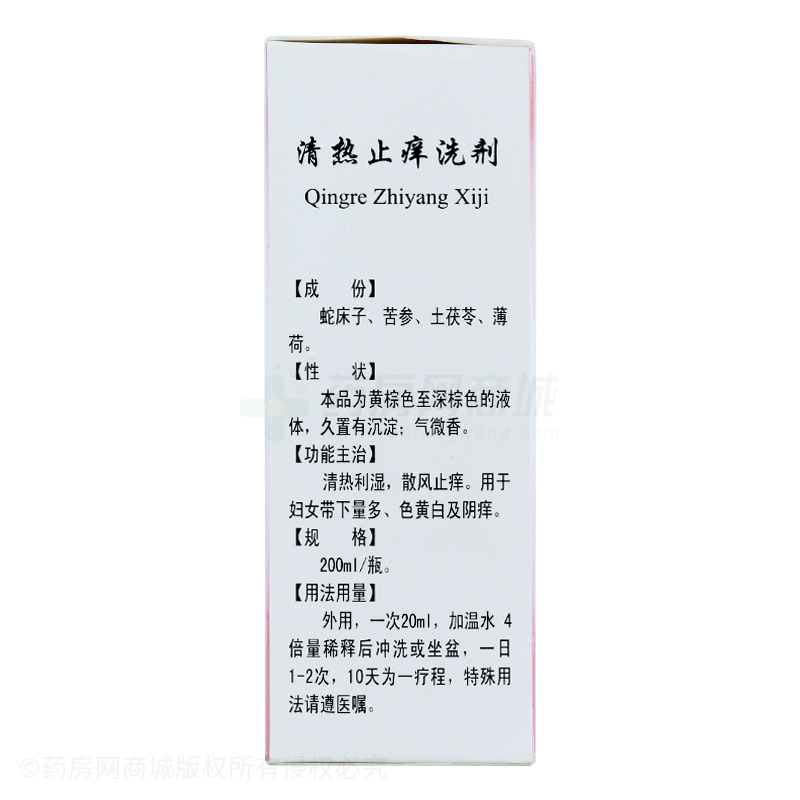 清热止痒洗剂
Qingre Zhiyang Xiji
【成　份】
蛇床子、苦参、土茯苓、薄
荷。
【性　状】
本品为黄棕色至深棕色的液
体，久置有沉淀；气微香。
【功能主治】
清热利湿，散风止痒。用于
妇女带下量多、色黄白及阴痒。
【规　格】
200ml/瓶。
【用法用量】
外用，一次20ml，加温水 4
倍量稀释后冲洗或坐盆，一日
1-2次，10天为一疗程，特殊用
法请遵医嘱。
药房网商城
©药房网商城版权所有侵权必究